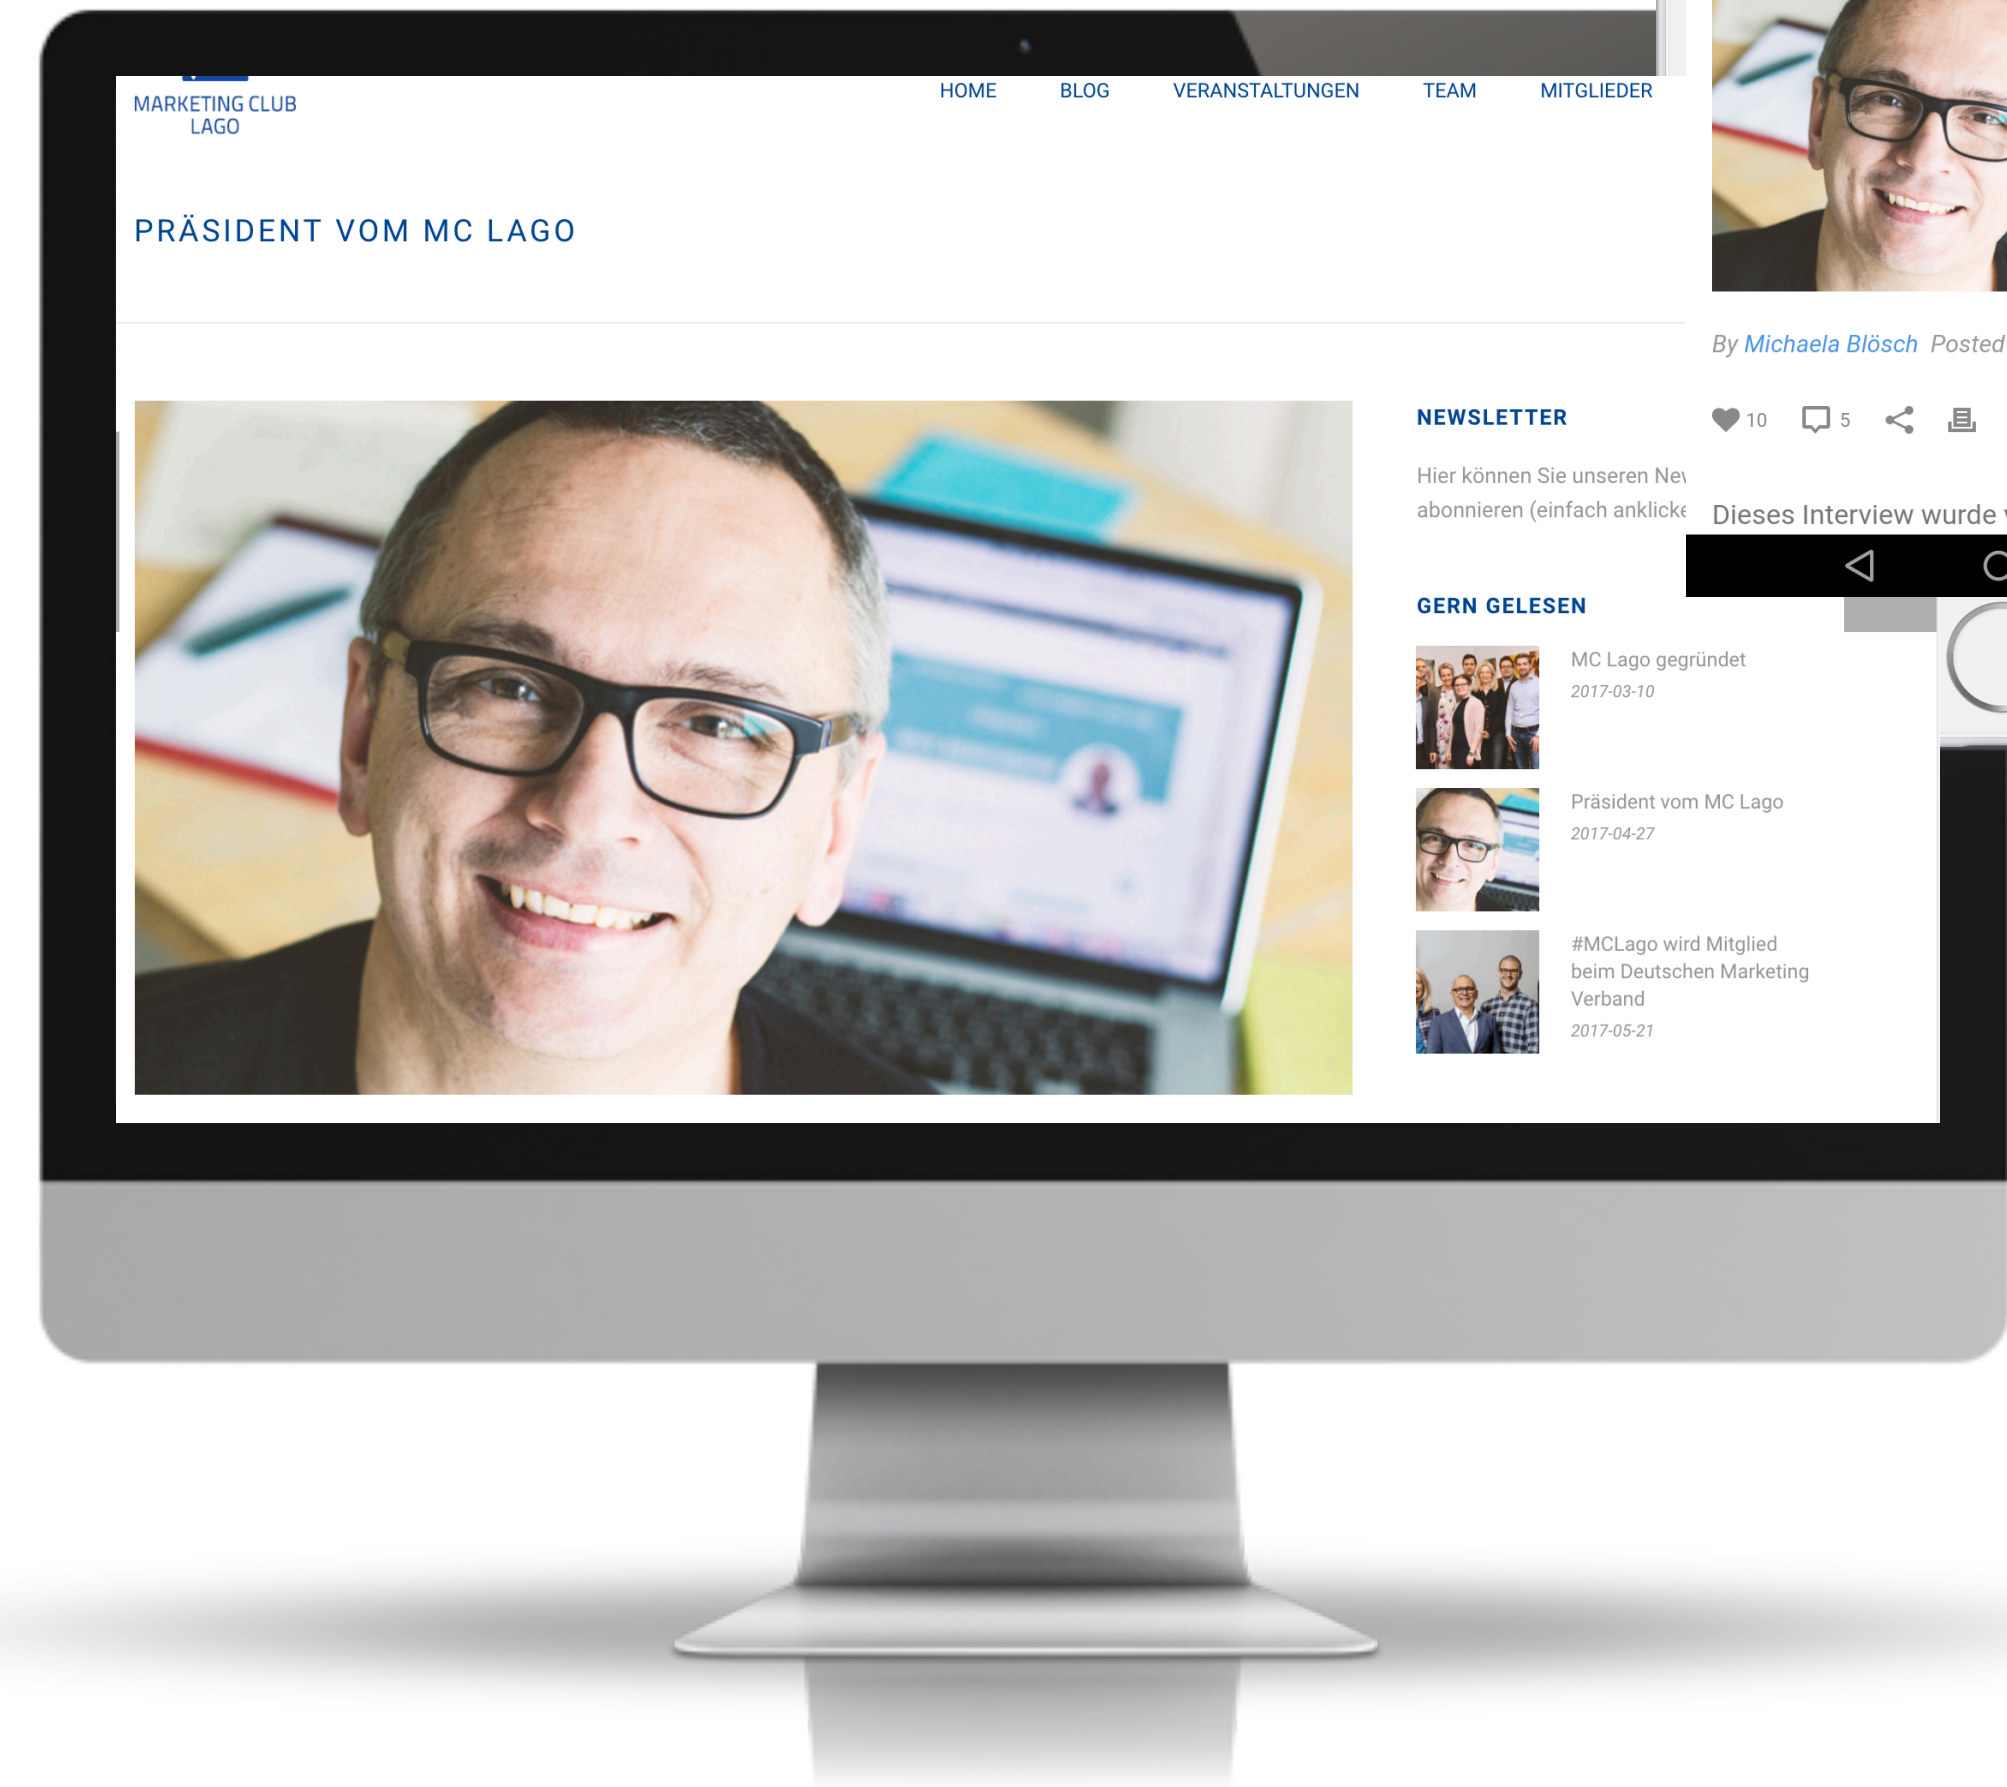 MARKETING CLUB
LAGO
HOME BLOG VERANSTALTUNGEN TEAM MITGLIEDER
PRÄSIDENT VOM MC LAGO
NEWSLETTER
Hier können Sie unseren
abonnieren (einfach
GERN GELESEN
MC Lago gegründet
2017-03-10
Präsident vom MC Lago
2017-04-27
#MCLago wird Mitglied
beim Deutschen Marketing
Verband
2017-05-21
By Michaela Blösch Posted
10 5
Dieses Interview wurde